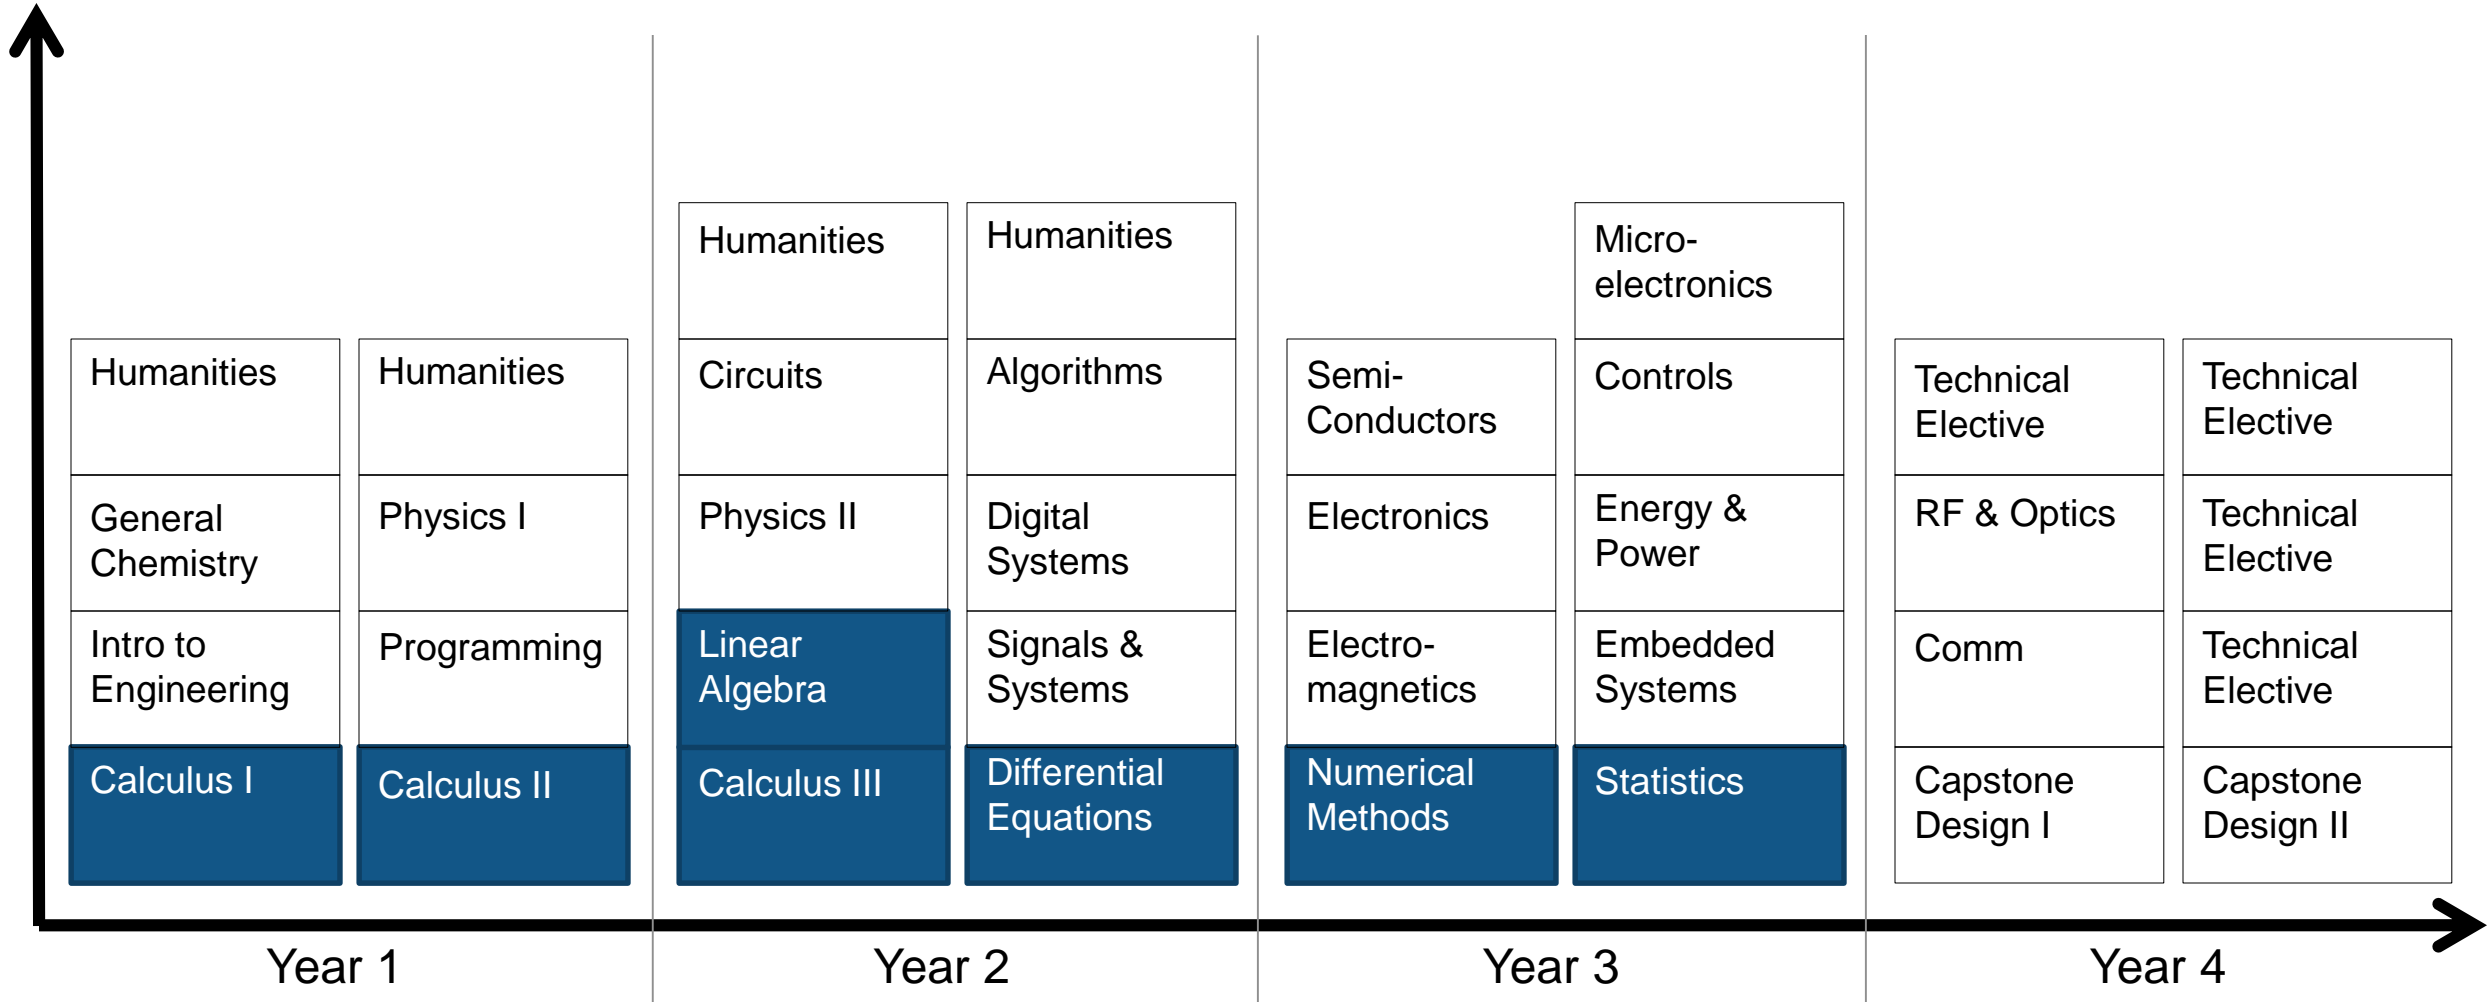 Humanities
General
Chemistry
Intro to
Engineering
Calculus I
Humanities
Physics I
Programming
Calculus II
Humanities
Circuits
Physics II
Linear
Algebra
Calculus III
Humanities
Algorithms
Digital
Systems
Signals &
Systems
Differential
Equations
Semi-
Conductors
Electronics
Electro-
magnetics
Numerical
Methods
Micro-
electronics
Controls
Energy &
Power
Embedded
Systems
Statistics
Technical
Elective
RF & Optics
Comm
Capstone
Design I
Technical
Elective
Technical
Elective
Technical
Elective
Capstone
Design II
Year 1
Year 2
Year 3
Year 4